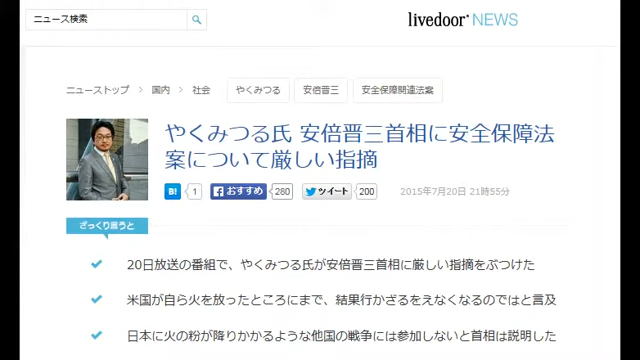 ニュース検索
livedoor NEWS
ニューストップ > 国内 > 社会 やくみつる 安倍晋三 安全保障関連法案
やくみつる氏 安倍晋三首相に安全保障法
案について厳しい指摘
B! 1 おすすめ 280 ツイート 200 2015年7月20日 21時55分
ざっくり言うと
20日放送の番組で、やくみつる氏が安倍晋三首相に厳しい指摘をぶつけた
米国が自ら火を放ったところにまで、結果行かざるをえなくなるのではと言及
日本に火の粉が降りかかるような他国の戦争には参加しないと首相は説明した